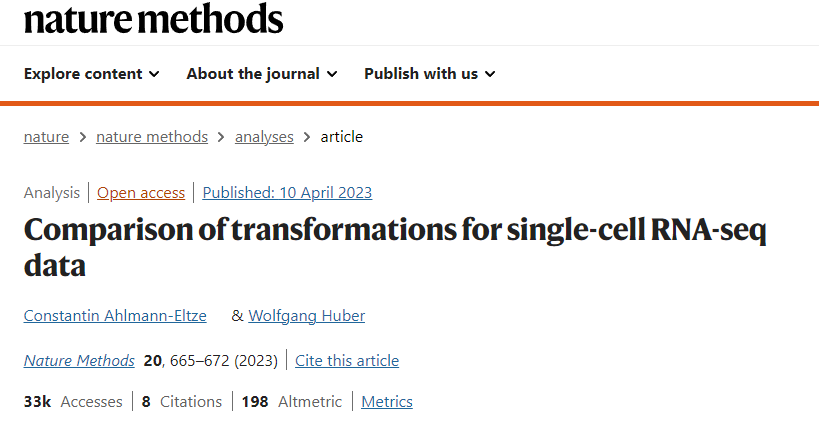 nature methods
Explore content About the journal Publish with us
nature > nature methods > analyses > article
Analysis | Open access | Published: 10 April 2023
Comparison of transformations for single-cell RNA-seq
data
Constantin Ahlmann-Eltze & Wolfgang Huber
Nature Methods 20, 665–672 (2023) | Cite this article
33k Accesses | 8 Citations | 198 Altmetric | Metrics